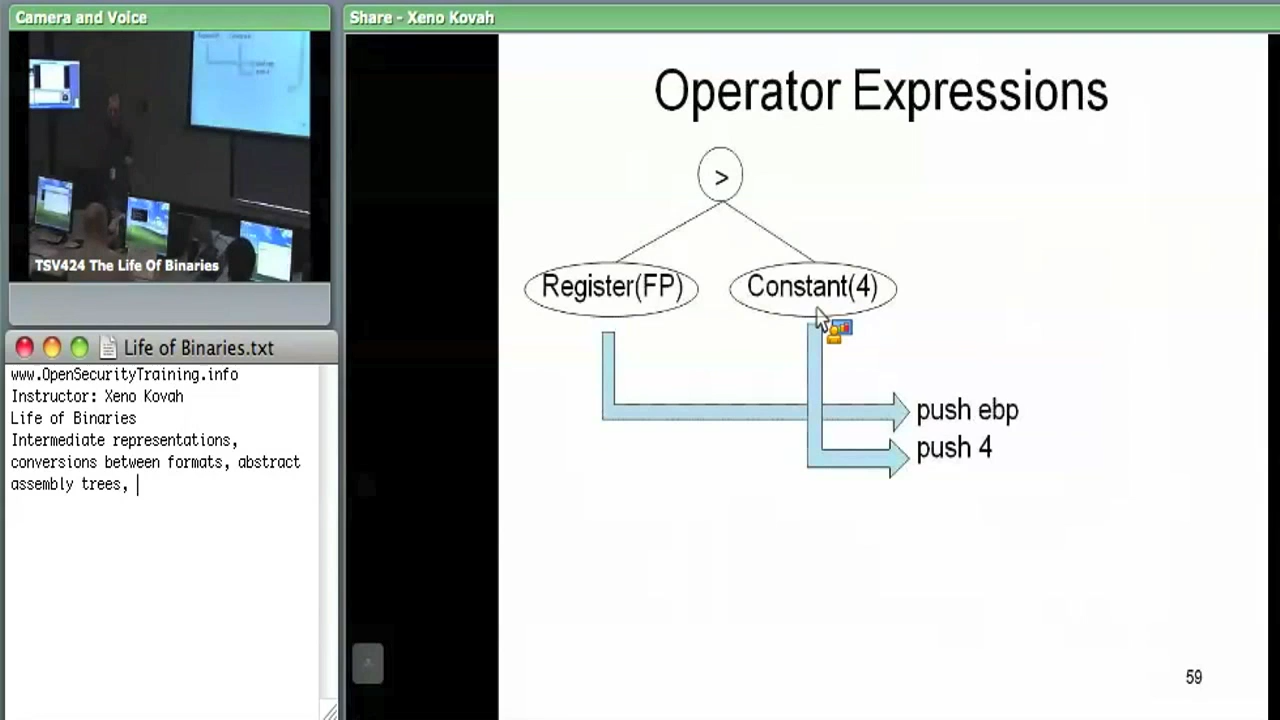 Camera and Voice
TSV424 The Life Of Binaries
Life of Binaries.txt
www.OpenSecurityTraining.info
Instructor: Xeno Kovah
Life of Binaries
Intermediate representations,
conversions between formats, abstract
assembly trees,
Share - Xeno Kovah
Operator Expressions
>
Register(FP)
Constant(4)
push ebp
push 4
59